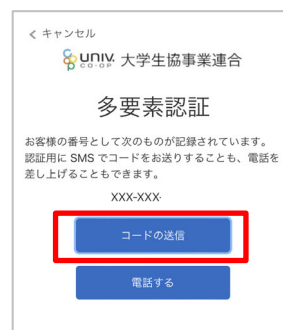 < キャンセル
UNIV. CO-OP 大学生協事業連合
多要素認証
お客様の番号として次のものが記録されています。
認証用に SMS でコードをお送りすることも、電話を
差し上げることもできます。
XXX-XXX-
コードの送信
電話する